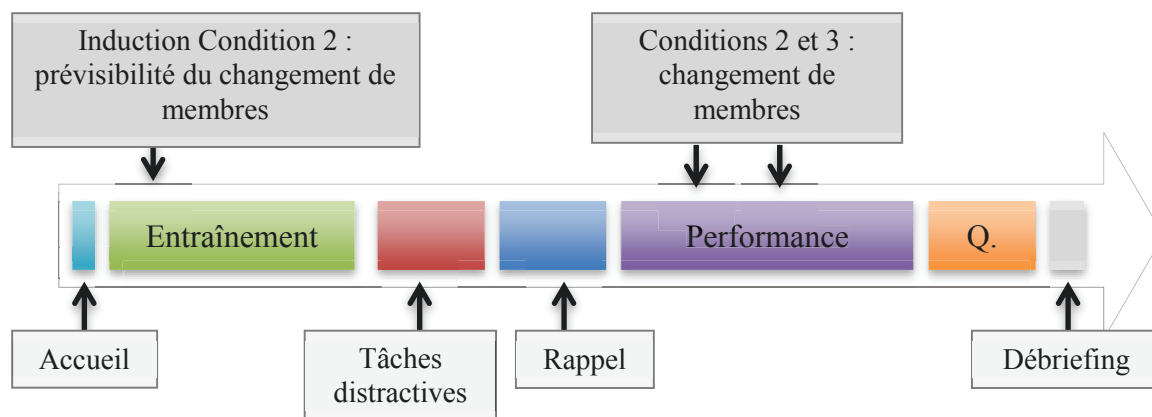 Induction Condition 2 :
prévisibilité du changement de
membres
Conditions 2 et 3 :
changement de
membres
Entraînement
Performance
Q.
Accueil
Tâches
distractives
Rappel
Débriefing